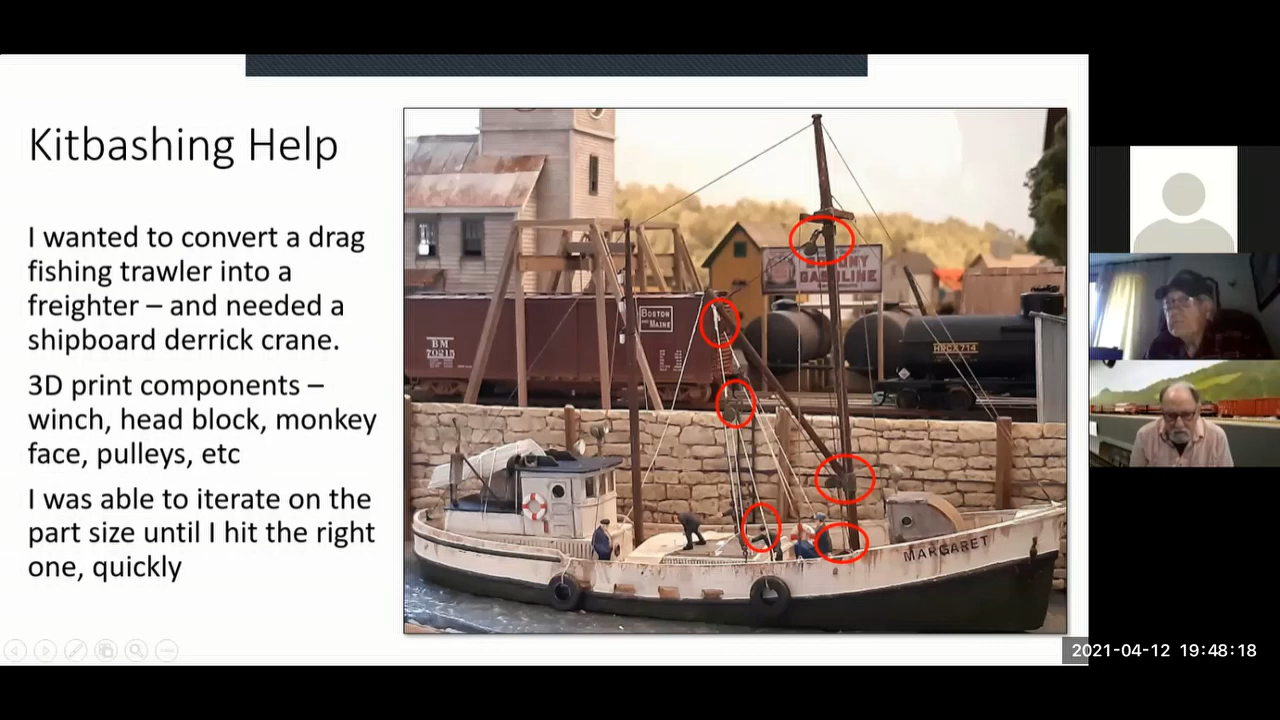 Kitbashing Help
I wanted to convert a drag
fishing trawler into a
freighter – and needed a
shipboard derrick crane.
3D print components –
winch, head block, monkey
face, pulleys, etc
I was able to iterate on the
part size until I hit the right
one, quickly
GASOLINE
BOSTON
AND MAINE
BM
70215
MARGARET
2021-04-12 19:48:18